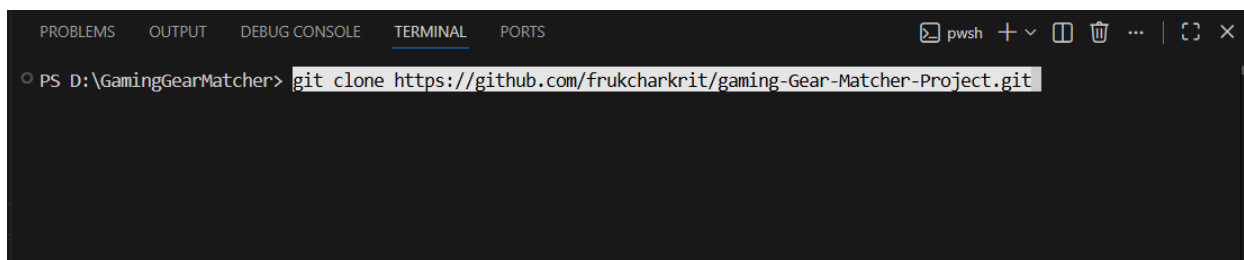 PROBLEMS OUTPUT DEBUG CONSOLE TERMINAL PORTS pwsh
PS D:\GamingGearMatcher> git clone https://github.com/frukcharkrit/gaming-Gear-Matcher-Project.git